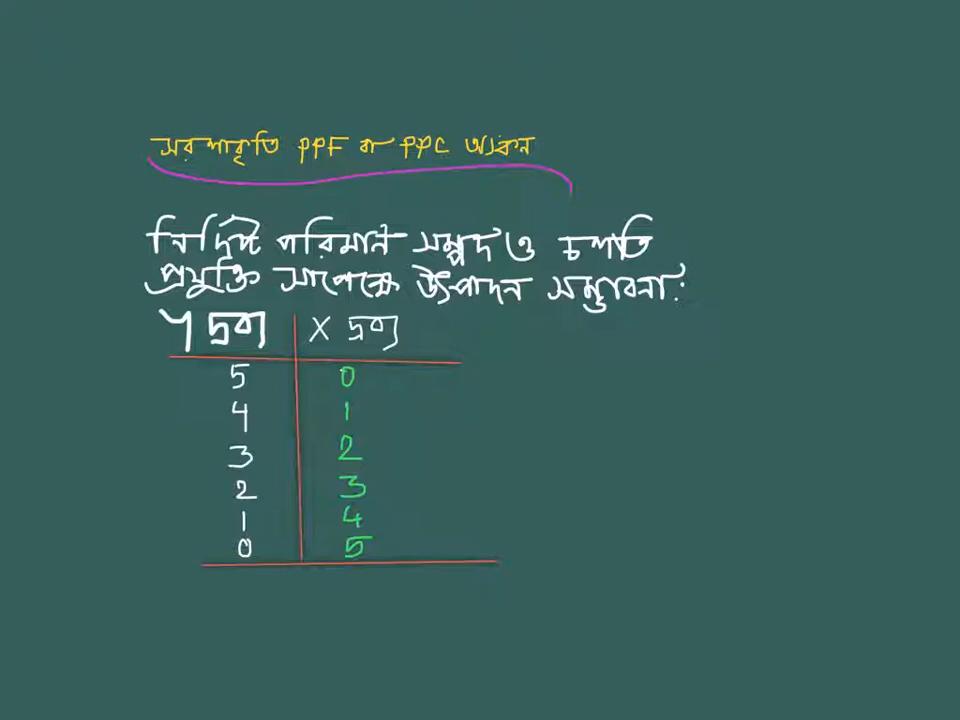 সরলাকৃতি PPF বা PPC অংকন
নির্দিষ্ট পরিমান সম্পদ ও চলতি
প্রযুক্তি সাপেক্ষে উৎপাদন সম্ভাবনা:
Y দ্রব্য X দ্রব্য
5 0
4 1
3 2
2 3
1 4
0 5